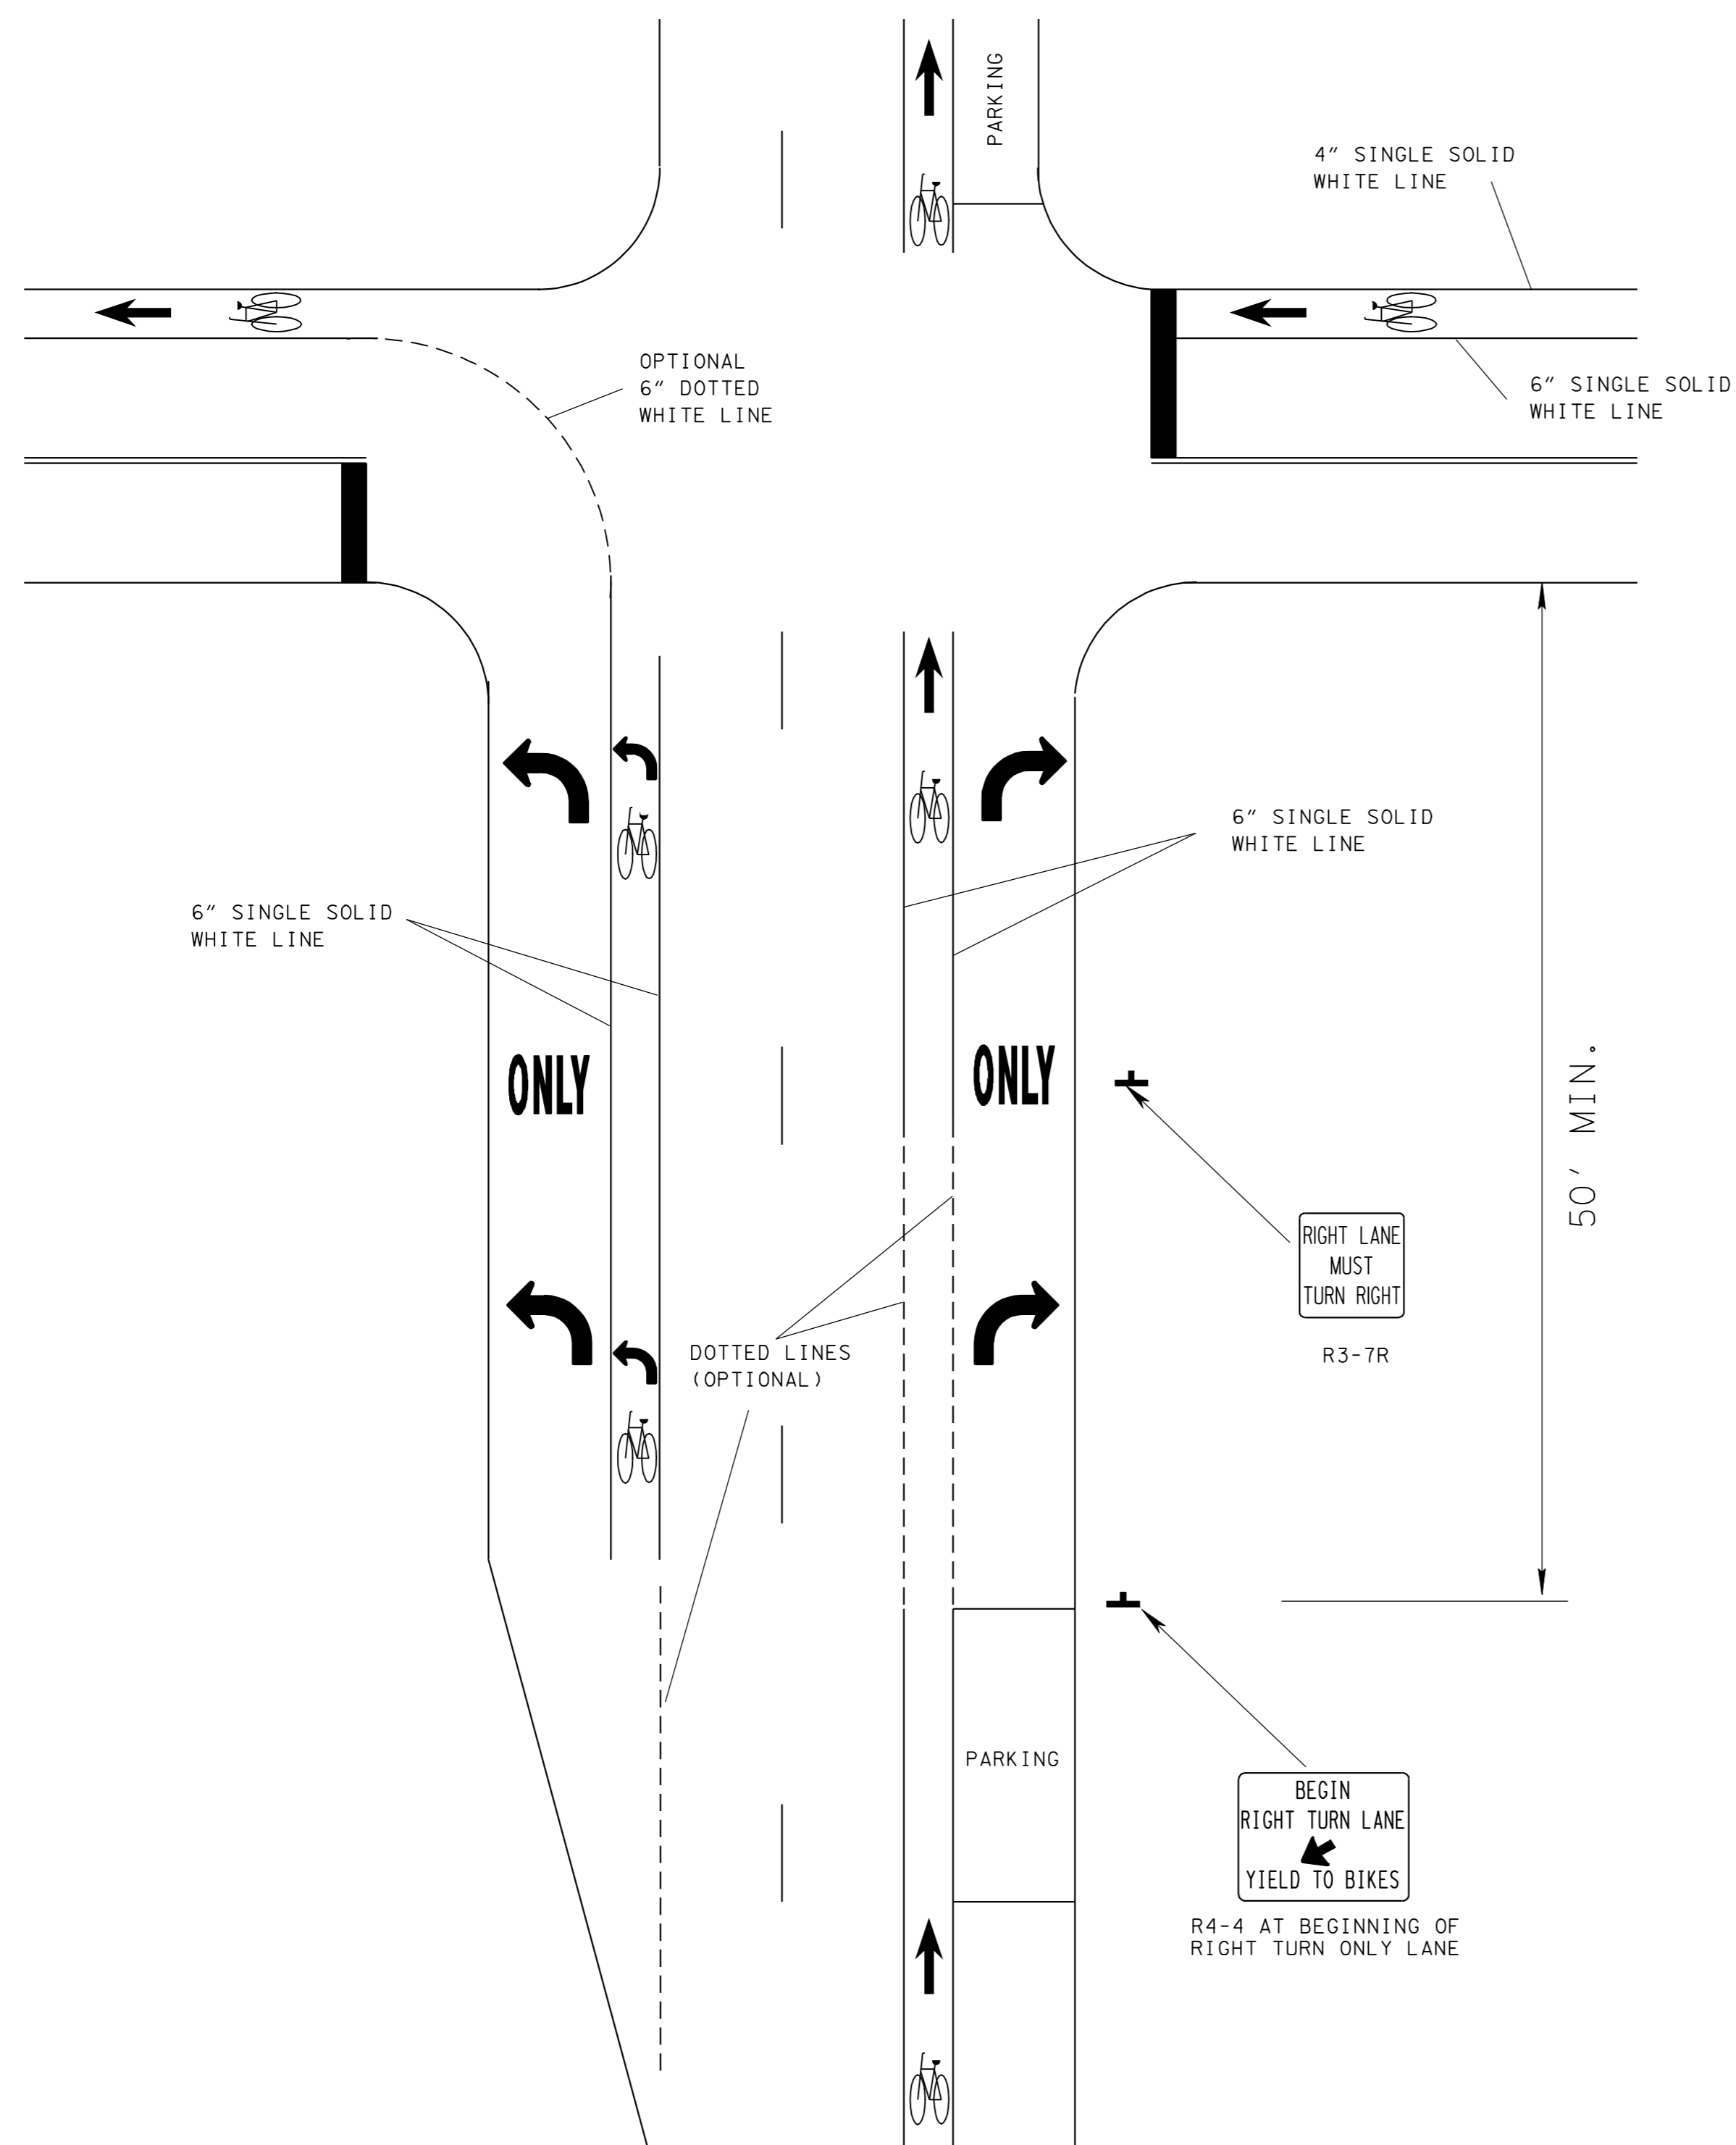 PARKING
4" SINGLE SOLID
WHITE LINE
OPTIONAL
6" DOTTED
WHITE LINE
6" SINGLE SOLID
WHITE LINE
6" SINGLE SOLID
WHITE LINE
6" SINGLE SOLID
WHITE LINE
ONLY
ONLY
50' MIN.
RIGHT LANE
MUST
TURN RIGHT
R3-7R
DOTTED LINES
(OPTIONAL)
PARKING
BEGIN
RIGHT TURN LANE
YIELD TO BIKES
R4-4 AT BEGINNING OF
RIGHT TURN ONLY LANE